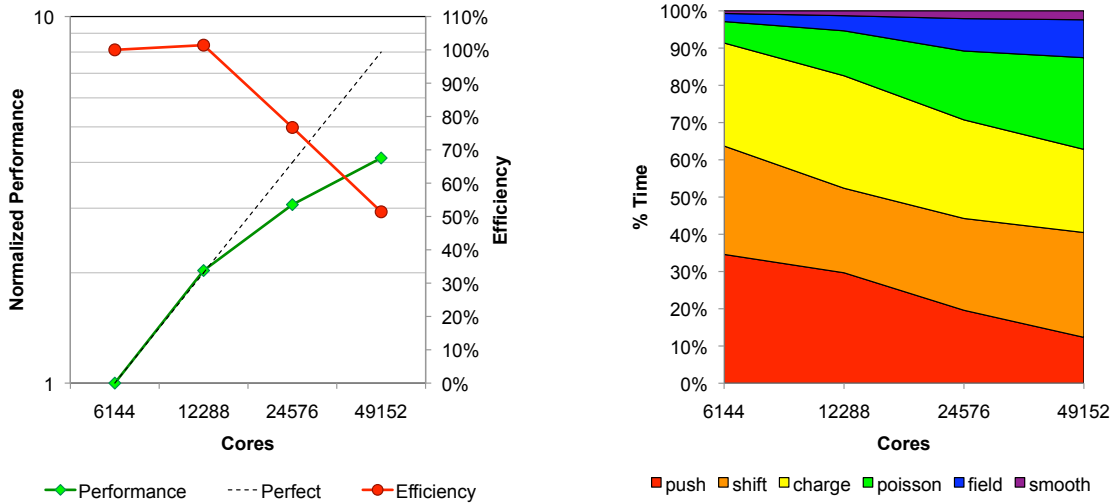 10
1
Normalized Performance
110%
100%
90%
80%
70%
60%
50%
40%
30%
20%
10%
0%
Efficiency
6144 12288 24576 49152
Cores
Performance Perfect Efficiency
100%
90%
80%
70%
60%
50%
40%
30%
20%
10%
0%
% Time
6144 12288 24576 49152
Cores
push shift charge poisson field smooth